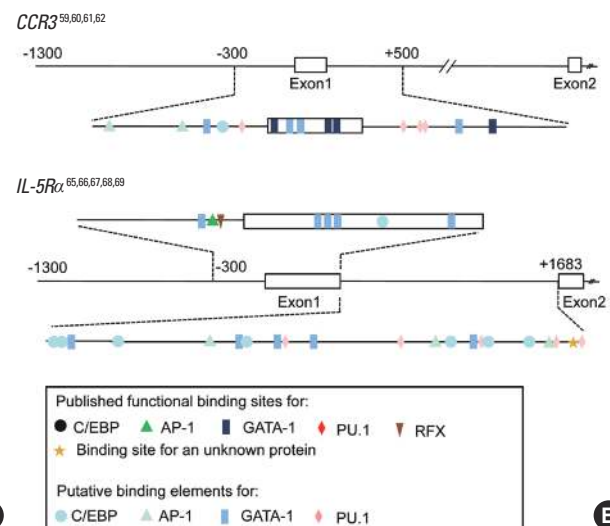 CCR3 59,60,61,62
-1300 -300 +500
Exon1 Exon2
IL-5Rα 65,66,67,68,69
-1300 -300 +1683
Exon1 Exon2
Published functional binding sites for:
C/EBP AP-1 GATA-1 PU.1 RFX
Binding site for an unknown protein
Putative binding elements for:
C/EBP AP-1 GATA-1 PU.1